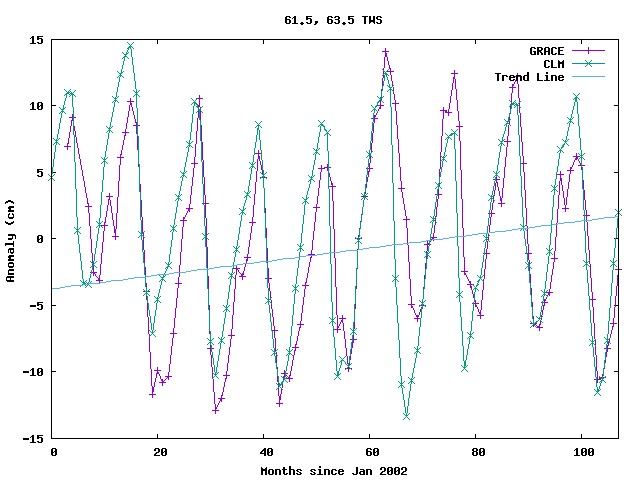 61.5, 63.5 TWS
GRACE
CLM
Trend Line
15
10
5
0
-5
-10
-15
Anomaly (cm)
0 20 40 60 80 100
Months since Jan 2002